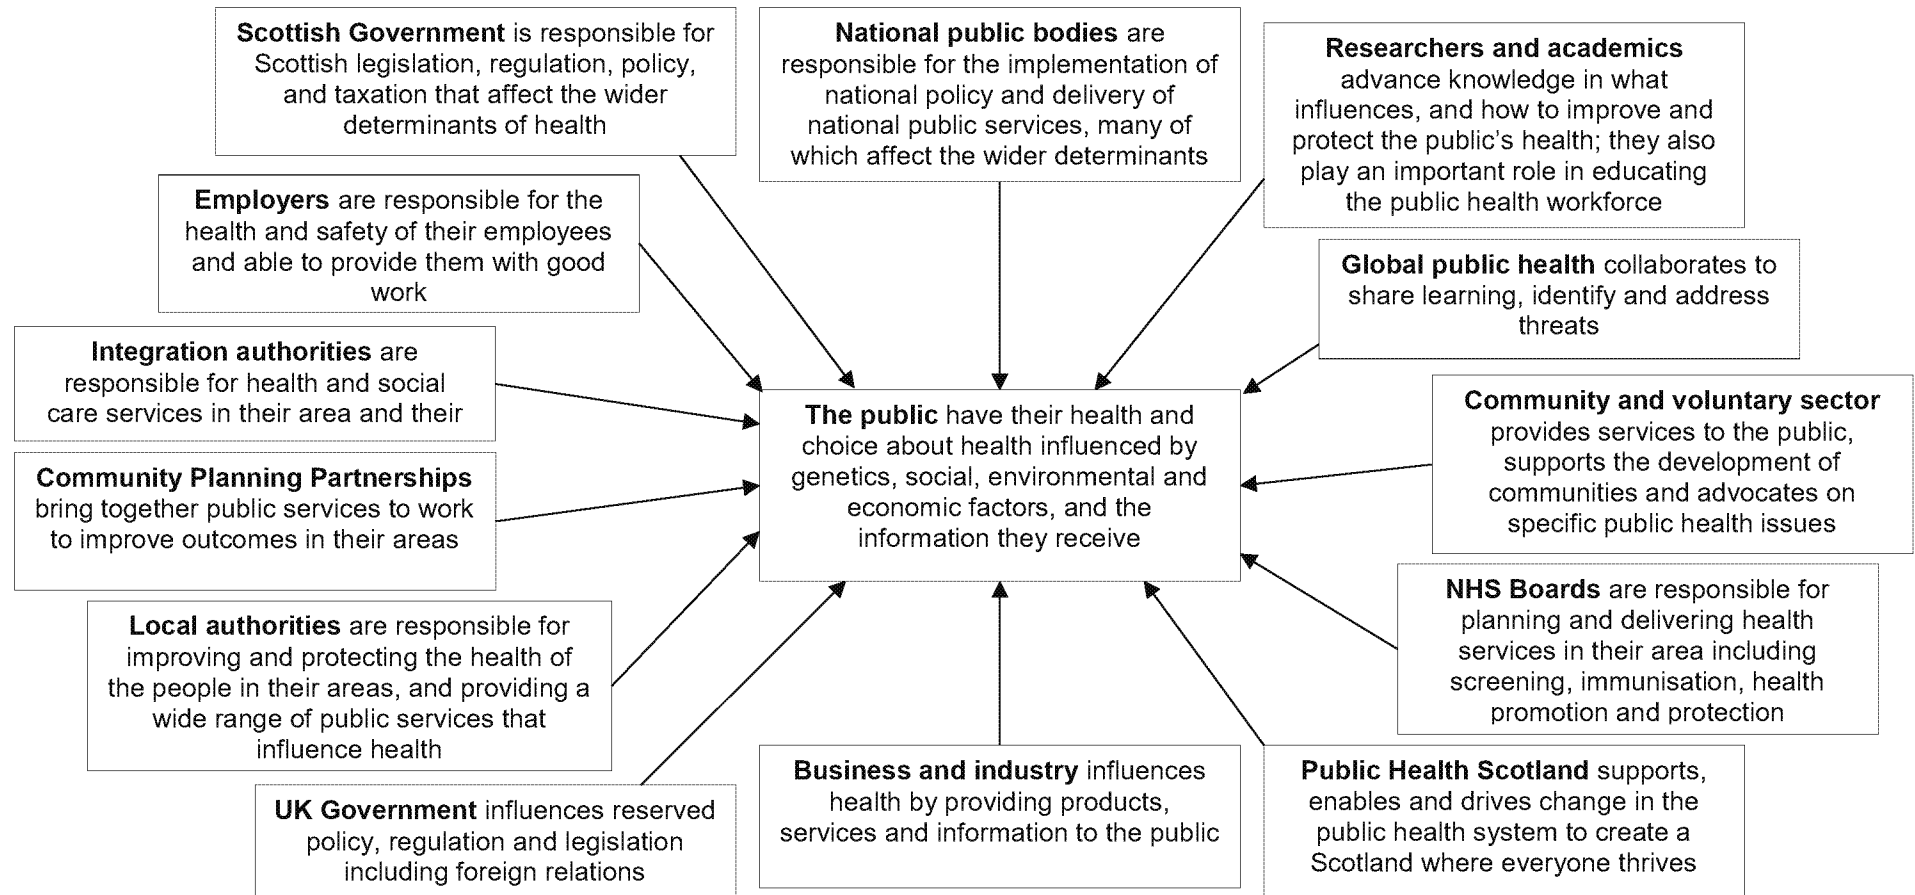 Scottish Government is responsible for
Scottish legislation, regulation, policy,
and taxation that affect the wider
determinants of health
National public bodies are
responsible for the implementation of
national policy and delivery of
national public services, many of
which affect the wider determinants
Researchers and academics
advance knowledge in what
influences, and how to improve and
protect the public's health; they also
play an important role in educating
the public health workforce
Employers are responsible for the
health and safety of their employees
and able to provide them with good
work
Global public health collaborates to
share learning, identify and address
threats
Integration authorities are
responsible for health and social
care services in their area and their
The public have their health and
choice about health influenced by
genetics, social, environmental and
economic factors, and the
information they receive
Community and voluntary sector
provides services to the public,
supports the development of
communities and advocates on
specific public health issues
Community Planning Partnerships
bring together public services to work
to improve outcomes in their areas
NHS Boards are responsible for
planning and delivering health
services in their area including
screening, immunisation, health
promotion and protection
Local authorities are responsible for
improving and protecting the health of
the people in their areas, and providing a
wide range of public services that
influence health
UK Government influences reserved
policy, regulation and legislation
including foreign relations
Business and industry influences
health by providing products,
services and information to the public
Public Health Scotland supports,
enables and drives change in the
public health system to create a
Scotland where everyone thrives